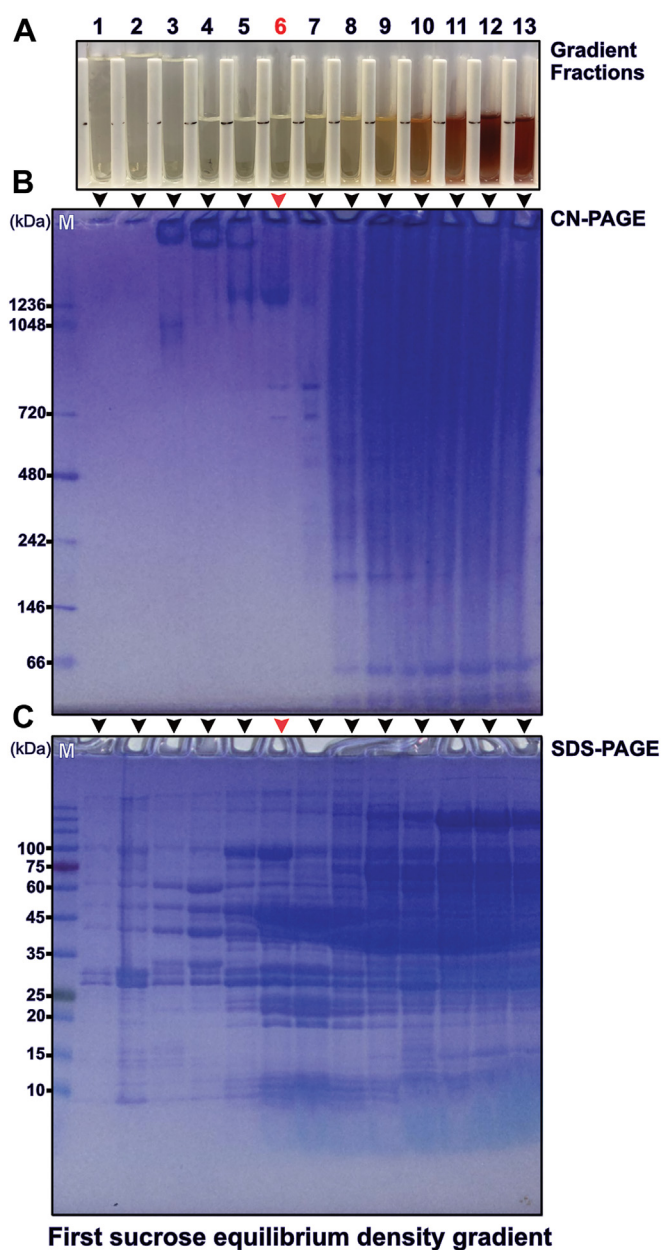 A
1 2 3 4 5 6 7 8 9 10 11 12 13
Gradient
Fractions
B
(kDa) M
CN-PAGE
1236
1048
720
480
242
146
66
C
(kDa) M
SDS-PAGE
100
75
60
45
35
25
20
15
10
First sucrose equilibrium density gradient